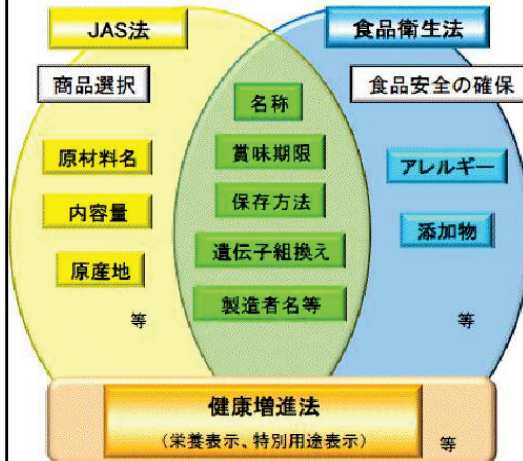 JAS法
食品衛生法
商品選択
食品安全の確保
名称
原材料名
賞味期限
アレルギー
内容量
保存方法
添加物
原産地
遺伝子組換え
製造者名等
等
等
健康増進法
(栄養表示、特別用途表示)
等